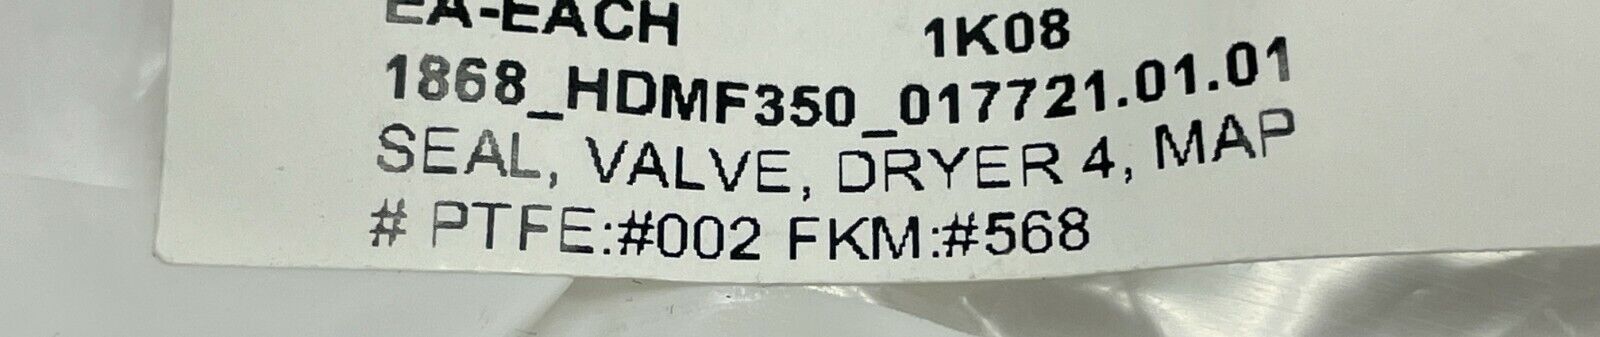 EA-EACH 1K08
1868_HDMF350_017721.01.01
SEAL, VALVE, DRYER 4, MAP
# PTFE:#002 FKM:#568